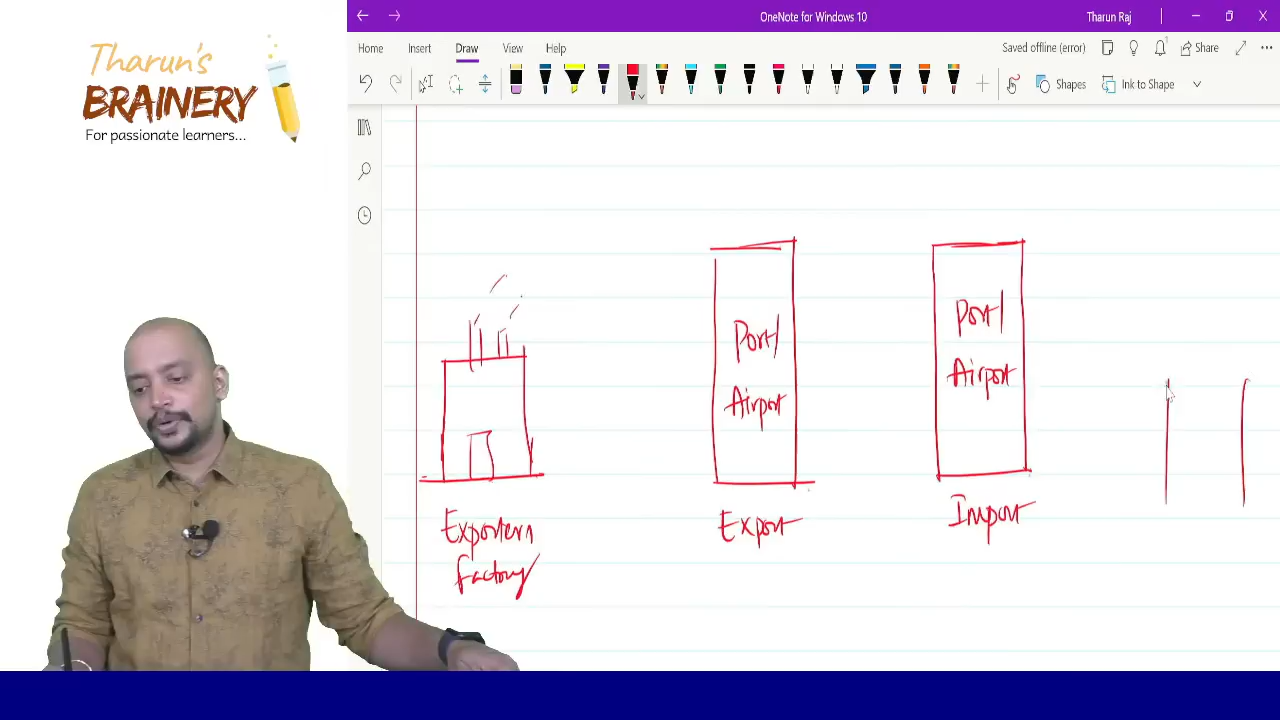 OneNote for Windows 10
Tharun Raj
Home
Insert
Draw
View
Help
Saved offline (error)
Share
Shapes
Ink to Shape
Tharun's
BRAINERY
For passionate learners...
Port/
Airport
Port/
Airport
Exporters
factory
Export
Import